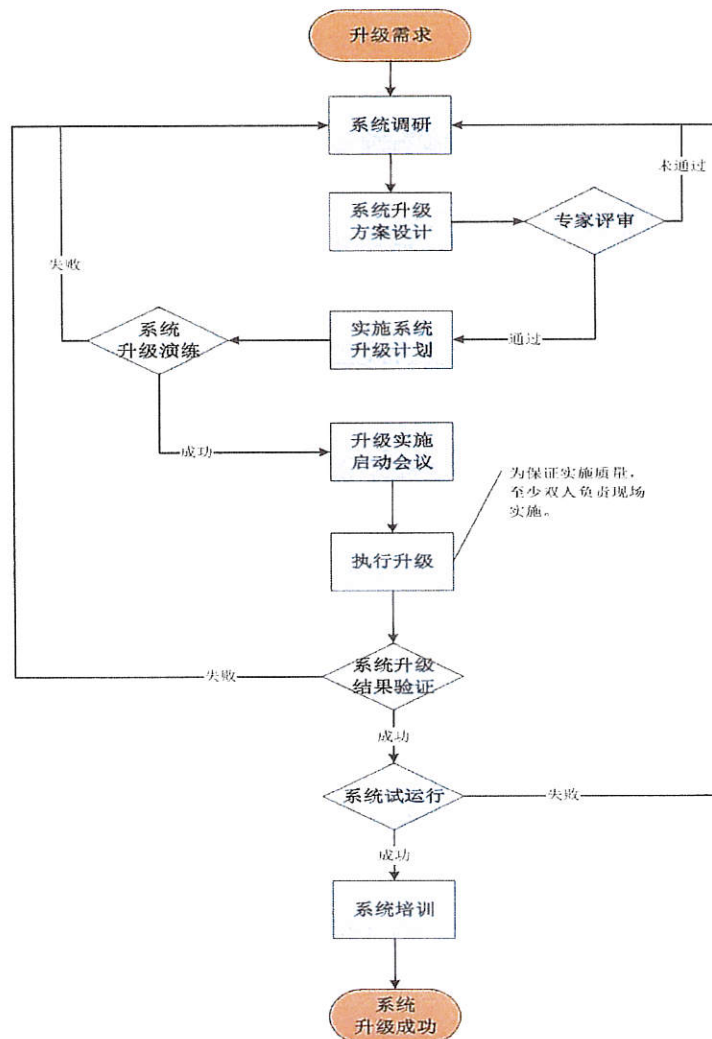 升级需求
系统调研
未通过
系统升级
方案设计
专家评审
失败
系统
升级演练
实施系统
升级计划
通过
成功
升级实施
启动会议
为保证实施质量，
至少双人负责现场
实施。
执行升级
失败
系统升级
结果验证
成功
系统试运行
失败
成功
系统培训
系统
升级成功